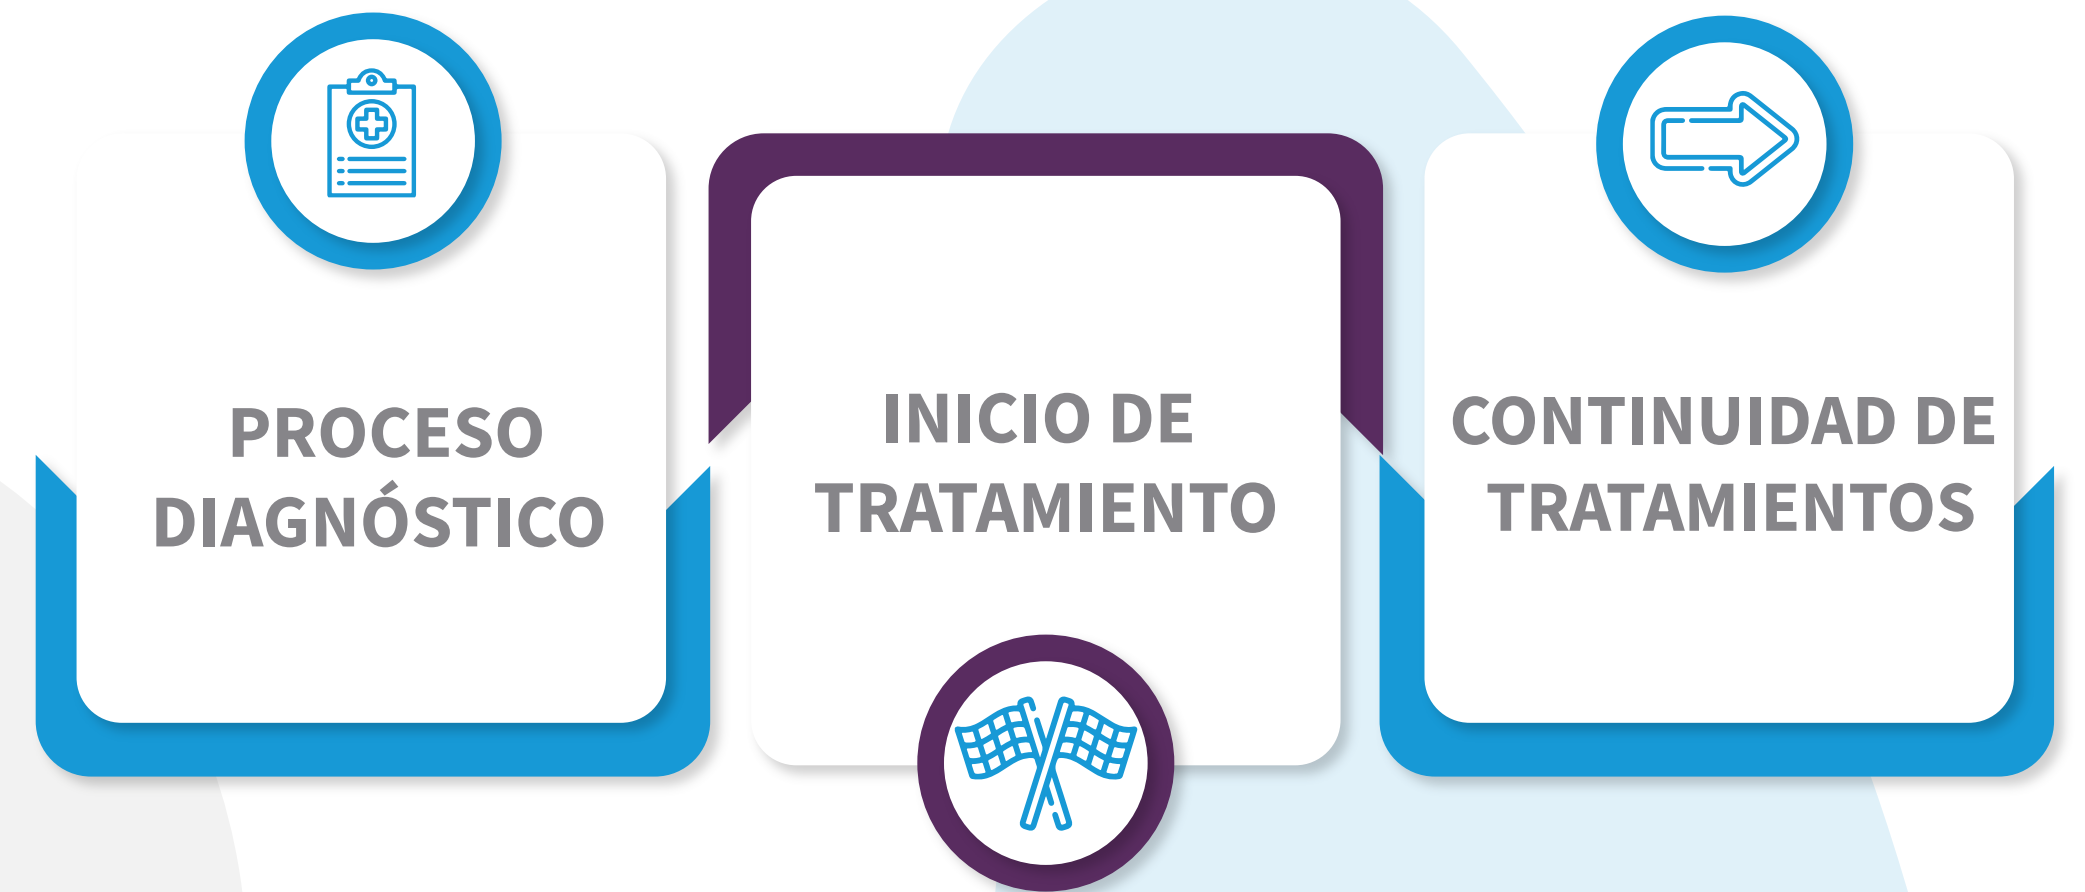 PROCESO
DIAGNÓSTICO
INICIO DE
TRATAMIENTO
CONTINUIDAD DE
TRATAMIENTOS